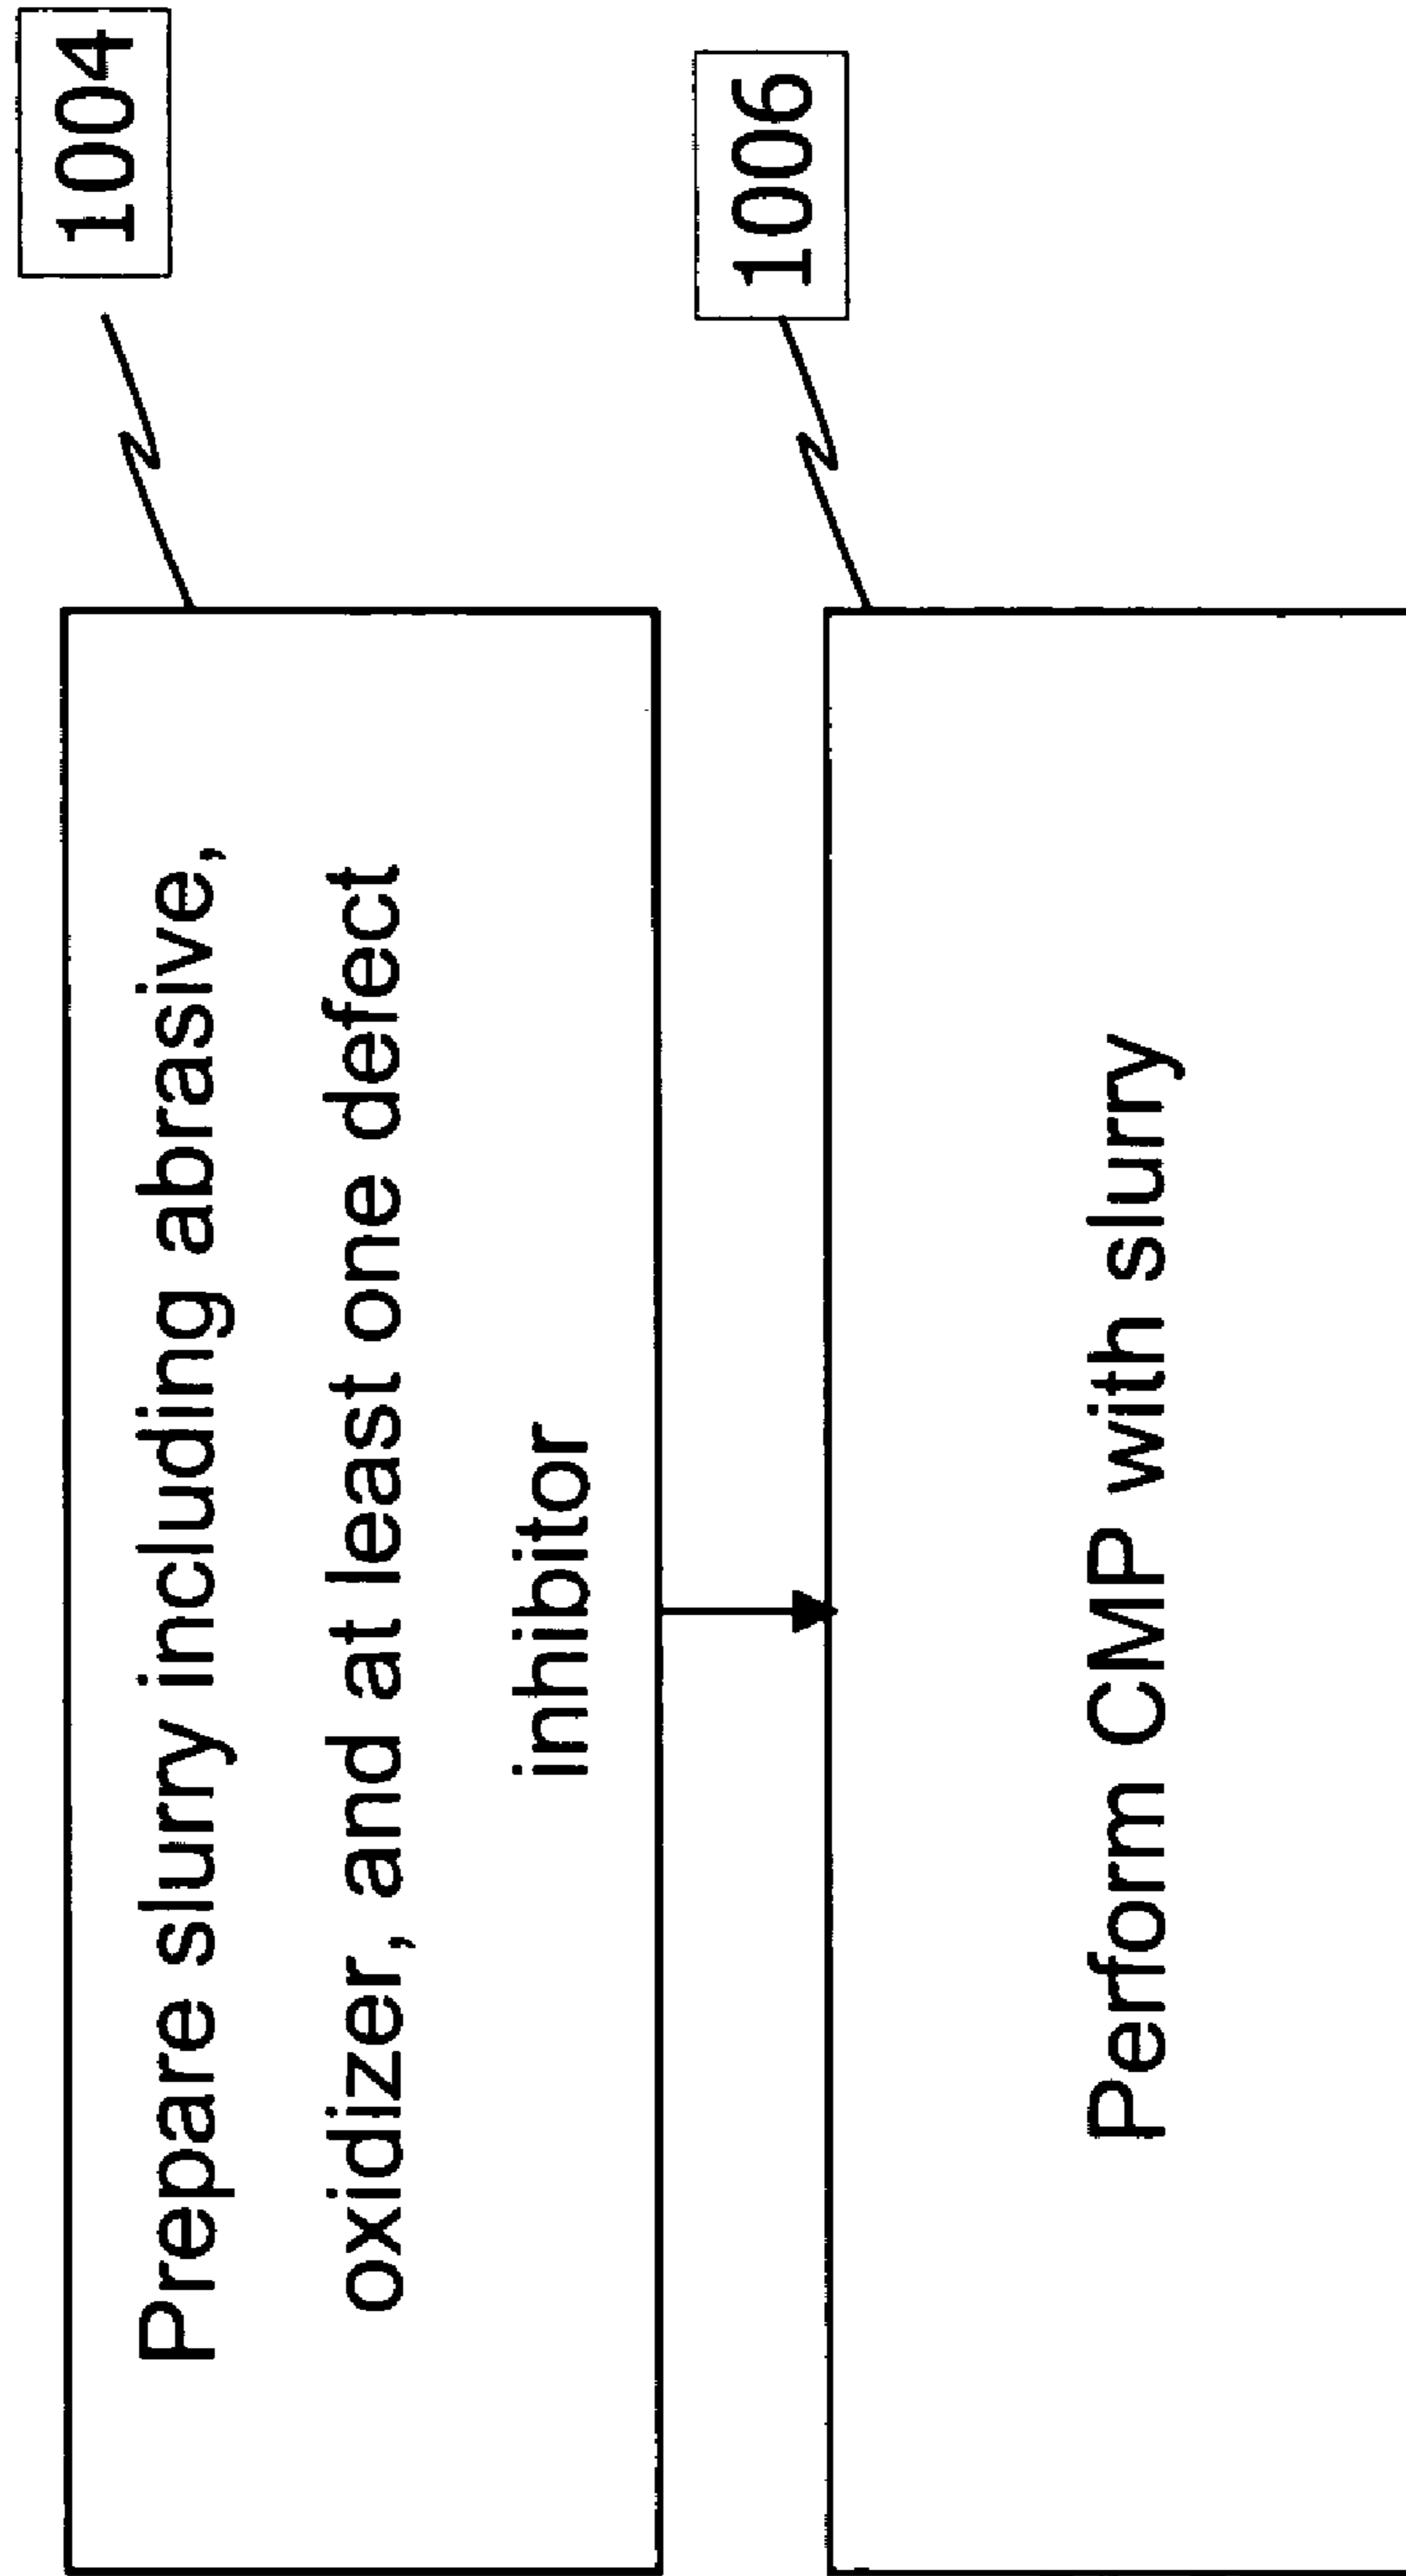 1004
Prepare slurry including abrasive,
oxidizer, and at least one defect
inhibitor
1006
Perform CMP with slurry